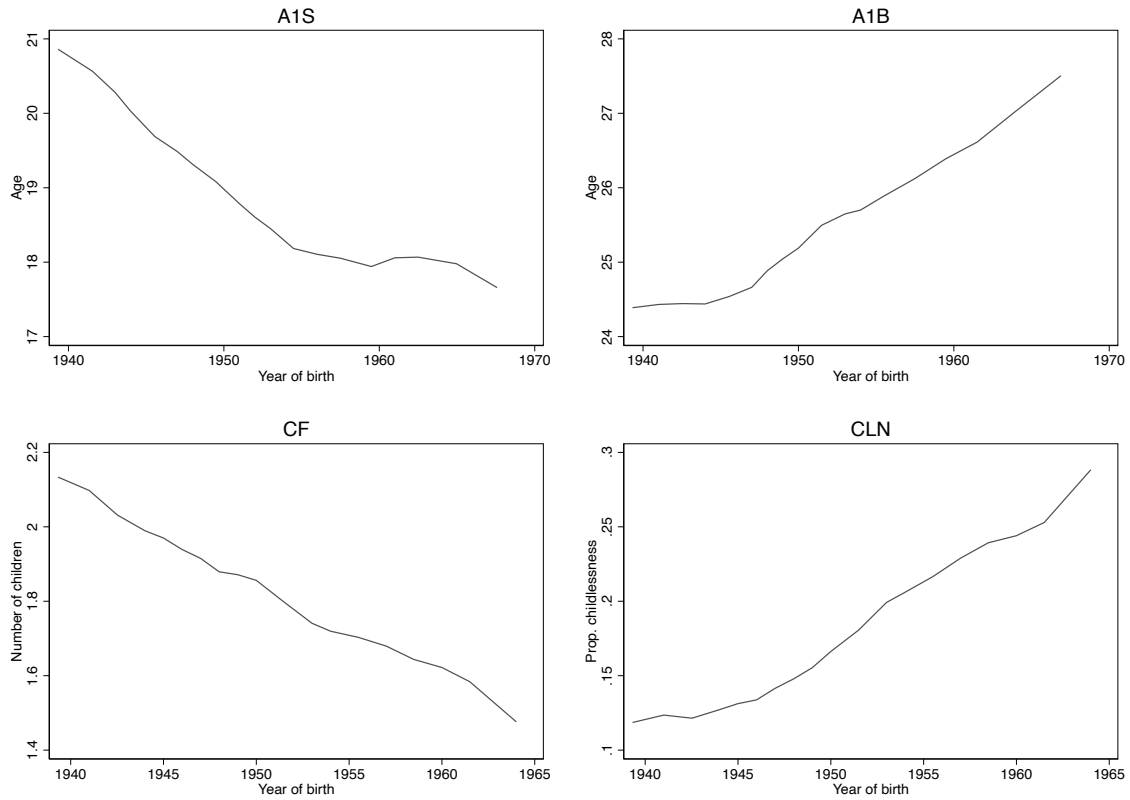 A1S
21
20
19
18
17
Age
1940 1950 1960 1970
Year of birth
A1B
28
27
26
25
24
Age
1940 1950 1960 1970
Year of birth
CF
2.2
2
1.8
1.6
1.4
Number of children
1940 1945 1950 1955 1960 1965
Year of birth
CLN
.3
.25
.2
.15
.1
Prop. childlessness
1940 1945 1950 1955 1960 1965
Year of birth